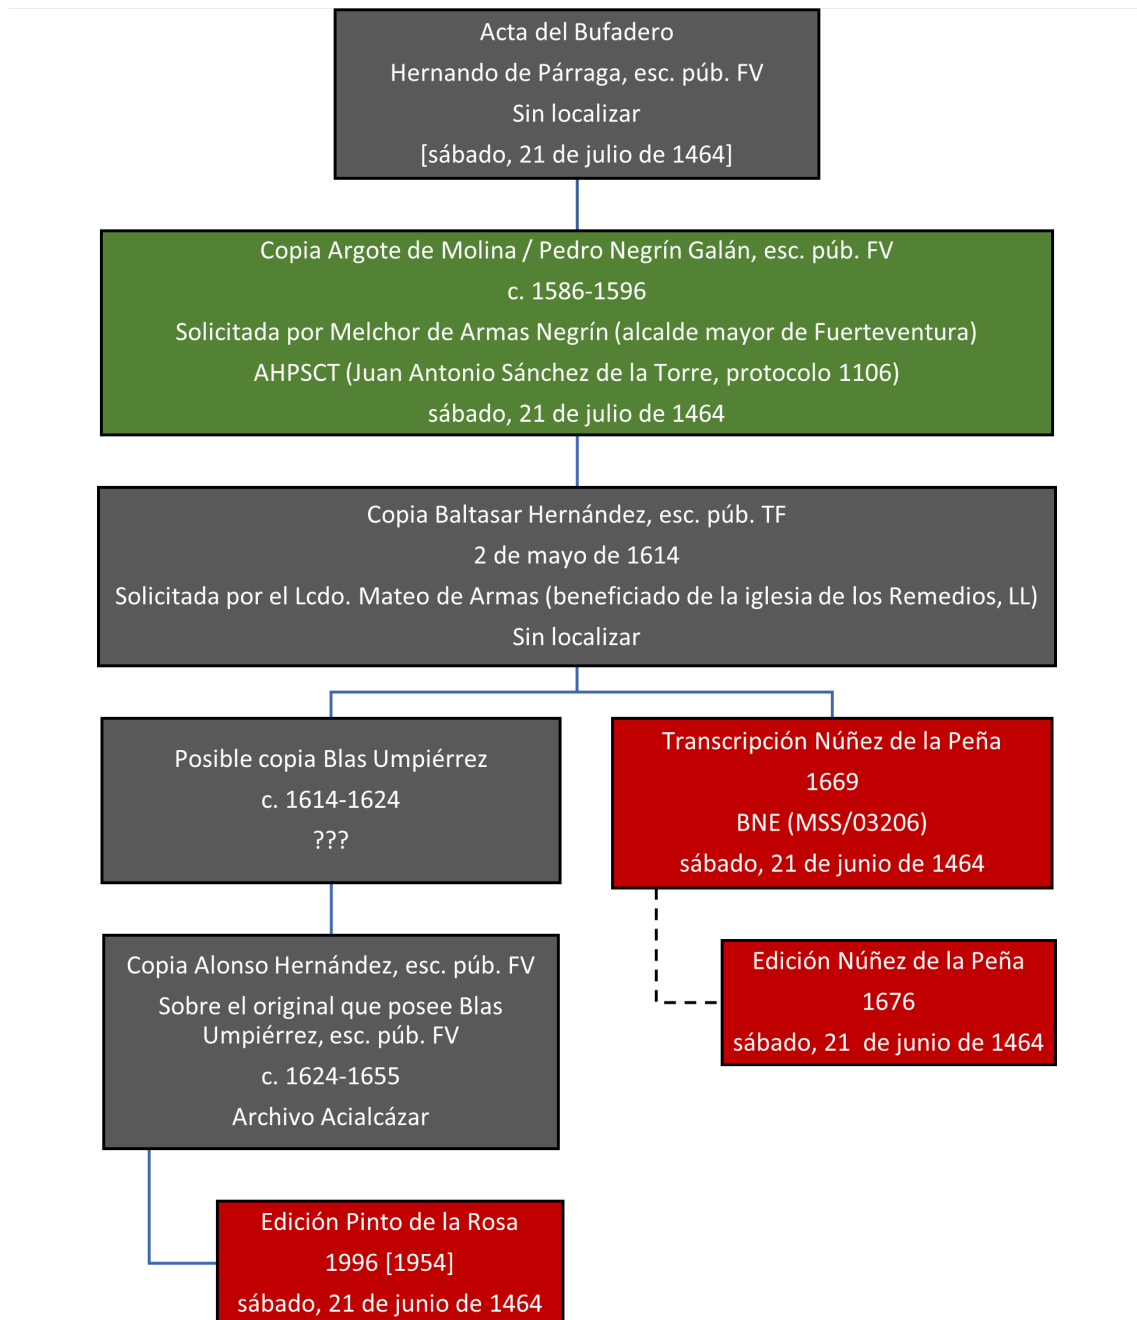 Acta del Bufadero
Hernando de Párraga, esc. púb. FV
Sin localizar
[sábado, 21 de julio de 1464]
Copia Argote de Molina / Pedro Negrín Galán, esc. púb. FV
c. 1586-1596
Solicitada por Melchor de Armas Negrín (alcalde mayor de Fuerteventura)
AHPSCT (Juan Antonio Sánchez de la Torre, protocolo 1106)
sábado, 21 de julio de 1464
Copia Baltasar Hernández, esc. púb. TF
2 de mayo de 1614
Solicitada por el Lcdo. Mateo de Armas (beneficiado de la iglesia de los Remedios, LL)
Sin localizar
Posible copia Blas Umpiérrez
c. 1614-1624
???
Transcripción Núñez de la Peña
1669
BNE (MSS/03206)
sábado, 21 de junio de 1464
Copia Alonso Hernández, esc. púb. FV
Sobre el original que posee Blas
Umpiérrez, esc. púb. FV
c. 1624-1655
Archivo Acialcázar
Edición Núñez de la Peña
1676
sábado, 21 de junio de 1464
Edición Pinto de la Rosa
1996 [1954]
sábado, 21 de junio de 1464